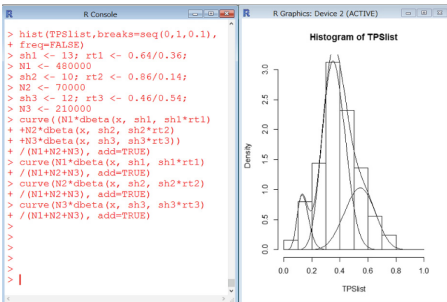 R Console
> hist(TPSlist,breaks=seq(0,1,0.1),
+ freq=FALSE)
> sh1 <- 13; rt1 <- 0.64/0.36;
> N1 <- 480000
> sh2 <- 10; rt2 <- 0.86/0.14;
> N2 <- 70000
> sh3 <- 12; rt3 <- 0.46/0.54;
> N3 <- 210000
> curve((N1*dbeta(x, sh1, sh1*rt1)
+ +N2*dbeta(x, sh2, sh2*rt2)
+ +N3*dbeta(x, sh3, sh3*rt3))
+ /(N1+N2+N3), add=TRUE)
> curve(N1*dbeta(x, sh1, sh1*rt1)
+ /(N1+N2+N3), add=TRUE)
> curve(N2*dbeta(x, sh2, sh2*rt2)
+ /(N1+N2+N3), add=TRUE)
> curve(N3*dbeta(x, sh3, sh3*rt3)
+ /(N1+N2+N3), add=TRUE)
>
>
>
>
>
> 
R Graphics: Device 2 (ACTIVE)
Histogram of TPSlist
Density
3.0
2.5
2.0
1.5
1.0
0.5
0.0
0.0 0.2 0.4 0.6 0.8 1.0
TPSlist